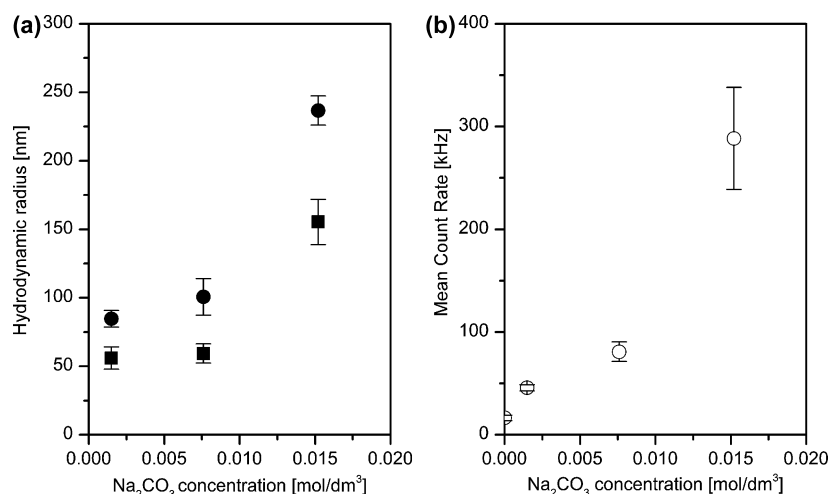 (a)
300
250
200
150
100
50
0
Hydrodynamic radius [nm]
0.000 0.005 0.010 0.015 0.020
Na₂CO₃ concentration [mol/dm³]
(b)
400
300
200
100
0
Mean Count Rate [kHz]
0.000 0.005 0.010 0.015 0.020
Na₂CO₃ concentration [mol/dm³]